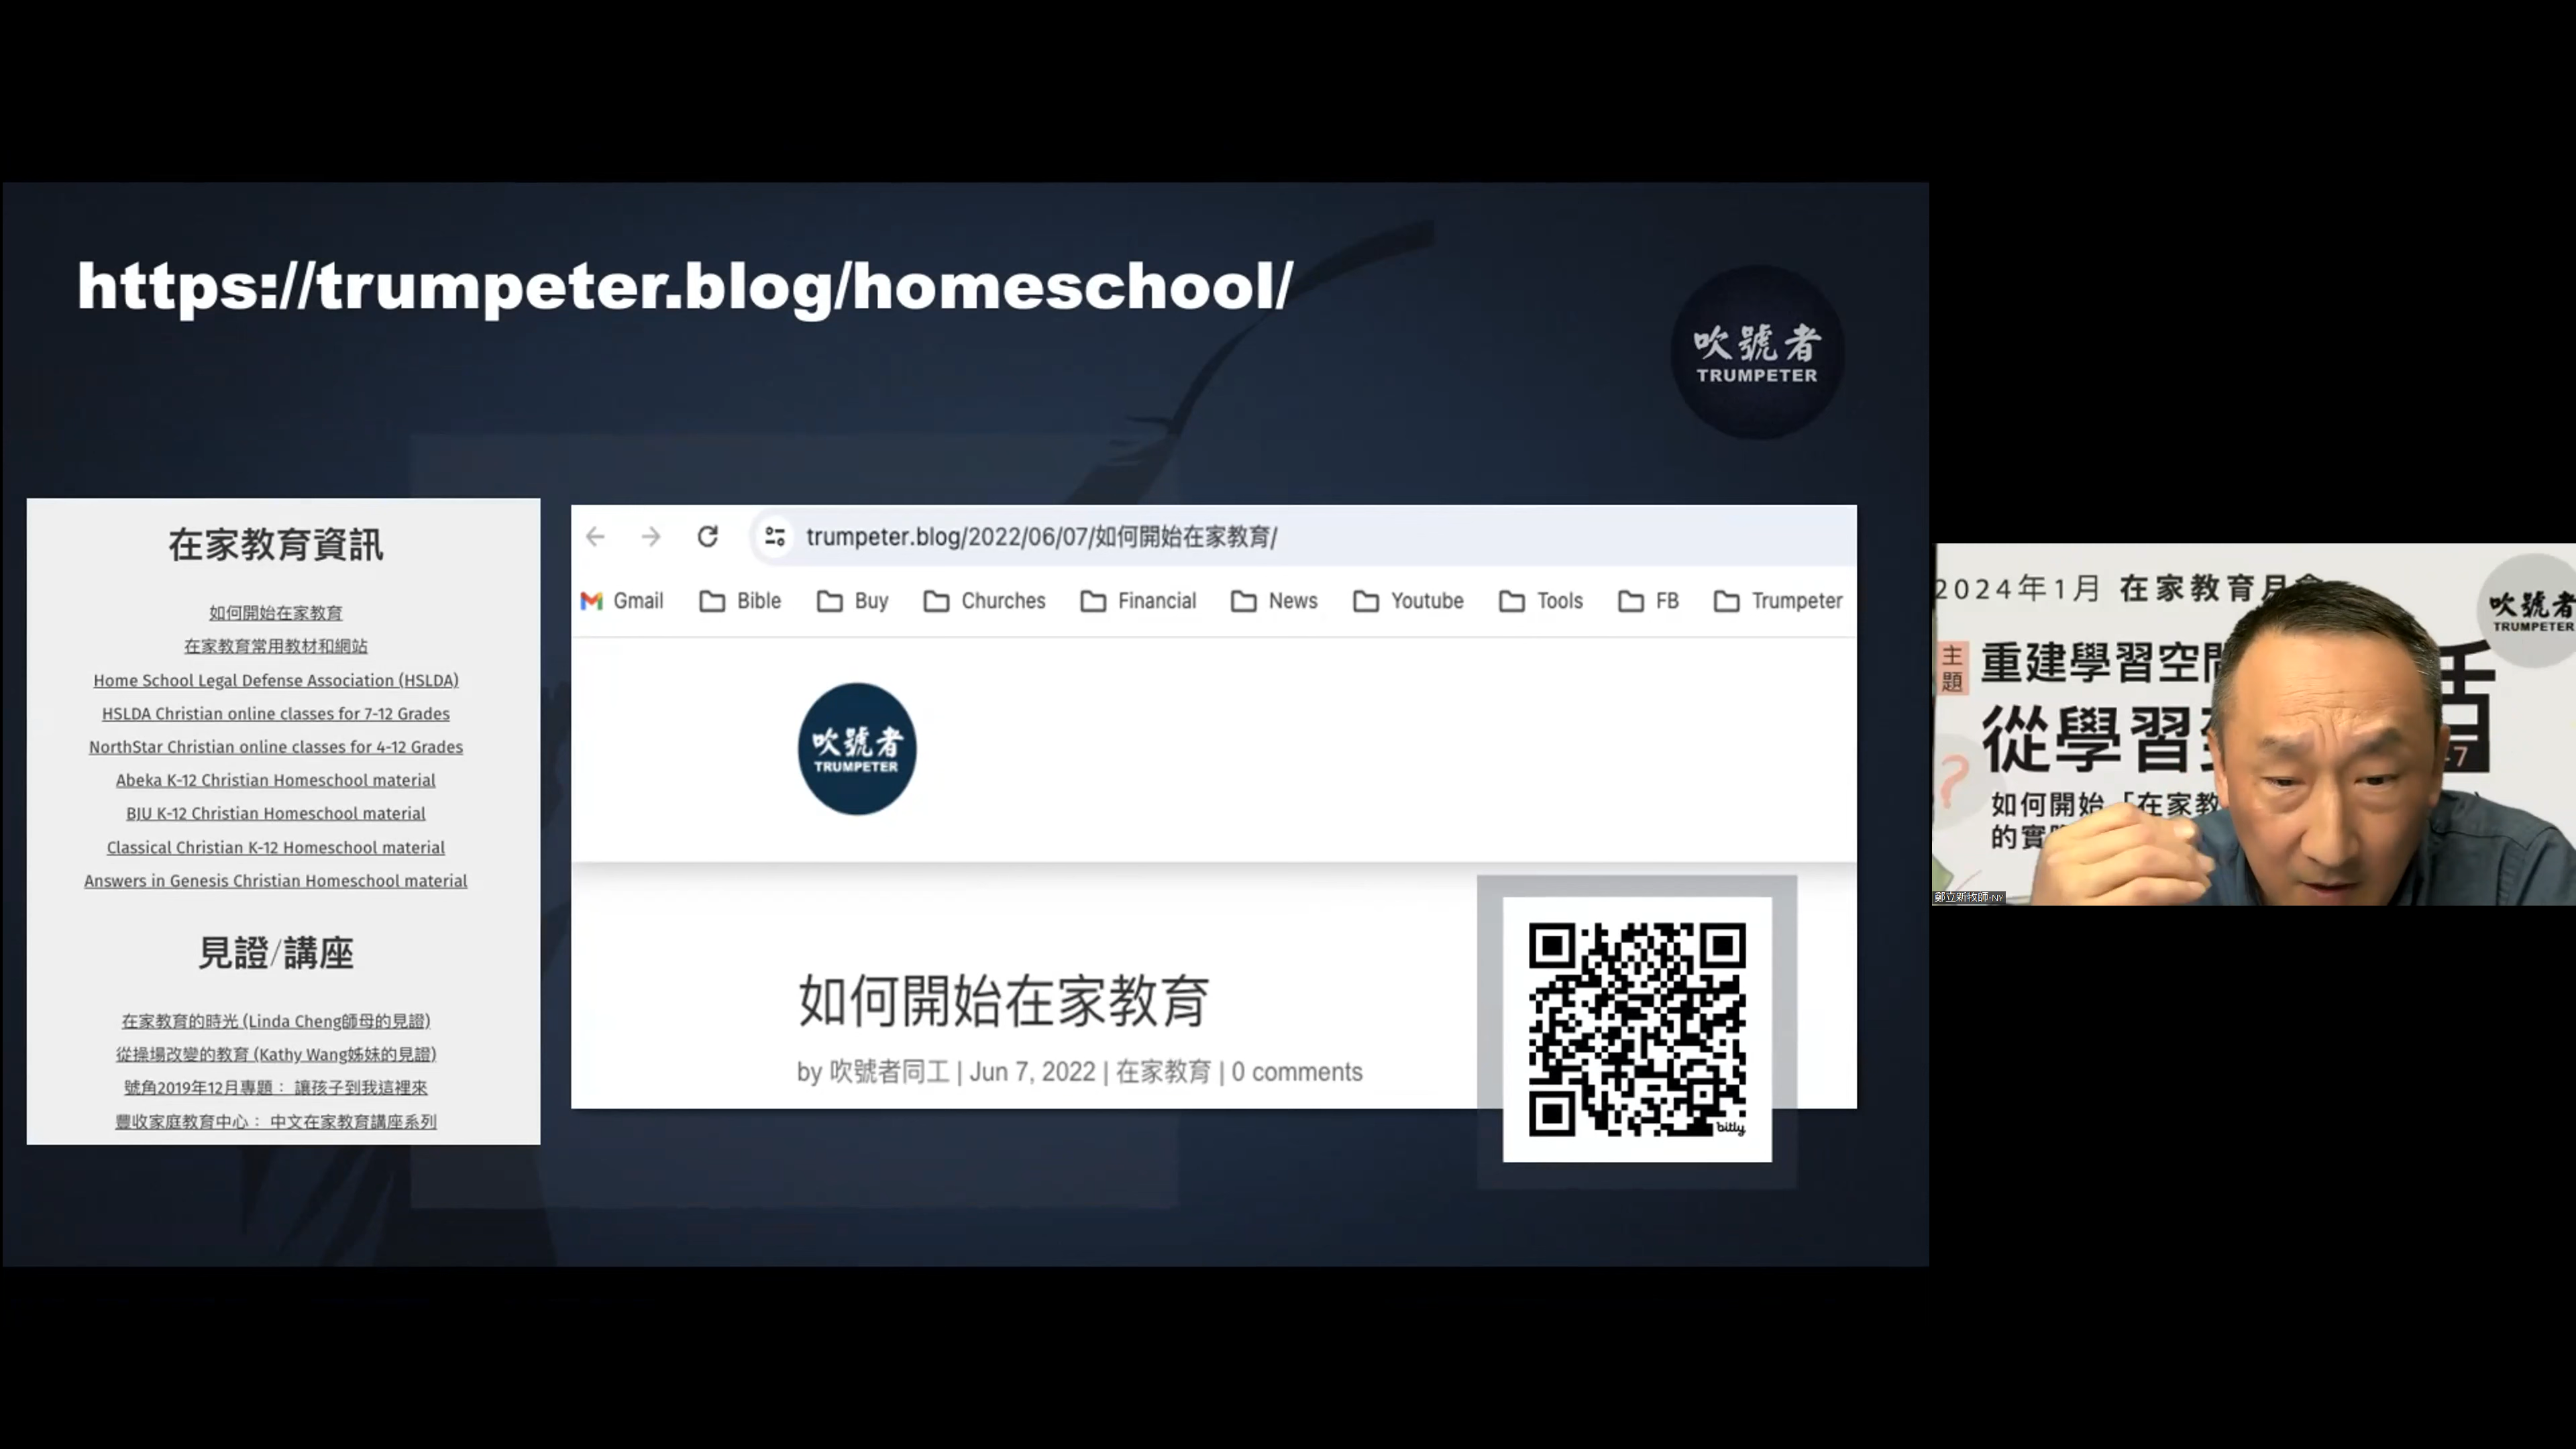 https://trumpeter.blog/homeschool/
吹號者
TRUMPETER
在家教育資訊
如何開始在家教育
在家教育常用教材和網站
Home School Legal Defense Association (HSLDA)
HSLDA Christian online classes for 7-12 Grades
NorthStar Christian online classes for 4-12 Grades
Abeka K-12 Christian Homeschool material
BJU K-12 Christian Homeschool material
Classical Christian K-12 Homeschool material
Answers in Genesis Christian Homeschool material
見證/講座
在家教育的時光 (Linda Cheng師母的見證)
從操場改變的教育 (Kathy Wang姊妹的見證)
號角2019年12月專題： 讓孩子到我這裡來
豐收家庭教育中心： 中文在家教育講座系列
trumpeter.blog/2022/06/07/如何開始在家教育/
Gmail Bible Buy Churches Financial News Youtube Tools FB Trumpeter
吹號者
TRUMPETER
如何開始在家教育
by 吹號者同工 | Jun 7, 2022 | 在家教育 | 0 comments
bitly
2024年1月 在家教育月
吹號者
TRUMPETER
主題
重建學習空間
從學習 活
-7
如何開始「在家教
的實
鄭立新牧師-NY